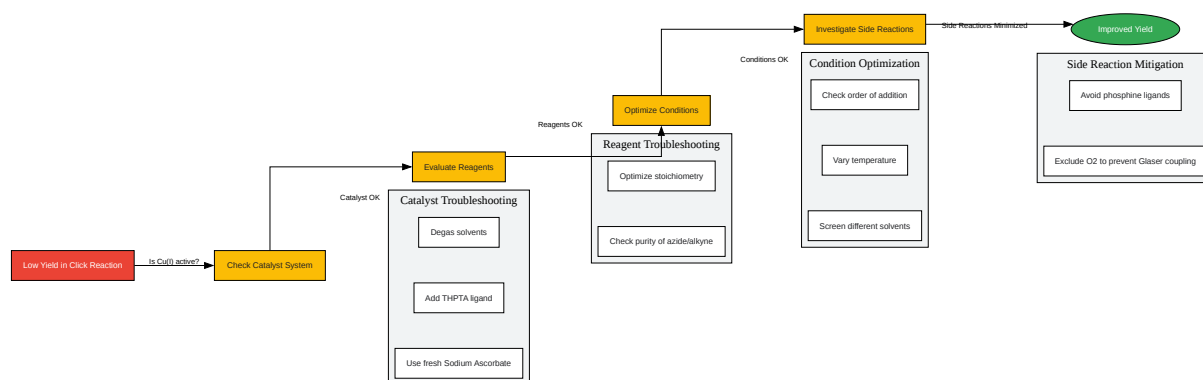 Low Yield in Click Reaction
Is Cu(I) active?
Check Catalyst System
Catalyst OK
Evaluate Reagents
Catalyst Troubleshooting
Degas solvents
Add THPTA ligand
Use fresh Sodium Ascorbate
Reagents OK
Optimize Conditions
Reagent Troubleshooting
Optimize stoichiometry
Check purity of azide/alkyne
Conditions OK
Investigate Side Reactions
Condition Optimization
Check order of addition
Vary temperature
Screen different solvents
Side Reactions Minimized
Improved Yield
Side Reaction Mitigation
Avoid phosphine ligands
Exclude O2 to prevent Glaser coupling